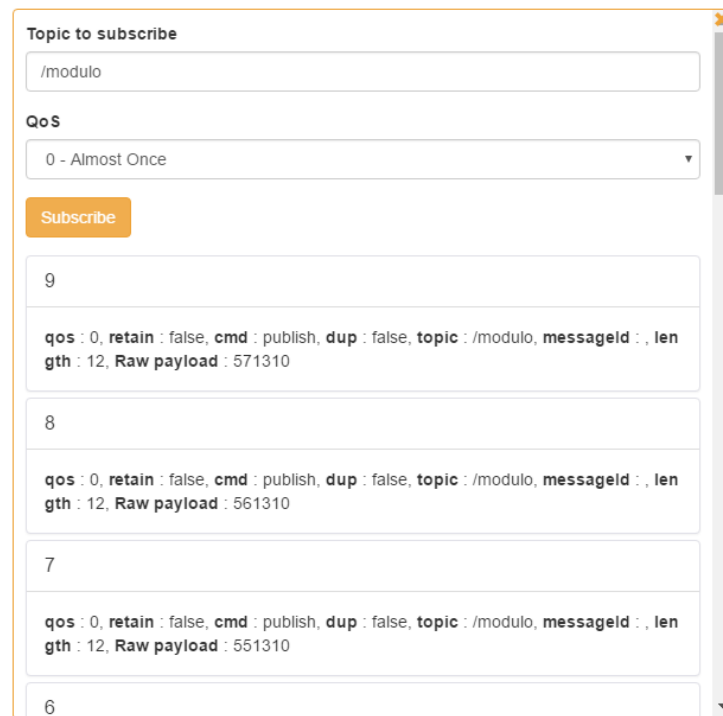 Topic to subscribe
/modulo
QoS
0 - Almost Once
Subscribe
9
qos : 0, retain : false, cmd : publish, dup : false, topic : /modulo, messageId : , len
gth : 12, Raw payload : 571310
8
qos : 0, retain : false, cmd : publish, dup : false, topic : /modulo, messageId : , len
gth : 12, Raw payload : 561310
7
qos : 0, retain : false, cmd : publish, dup : false, topic : /modulo, messageId : , len
gth : 12, Raw payload : 551310
6